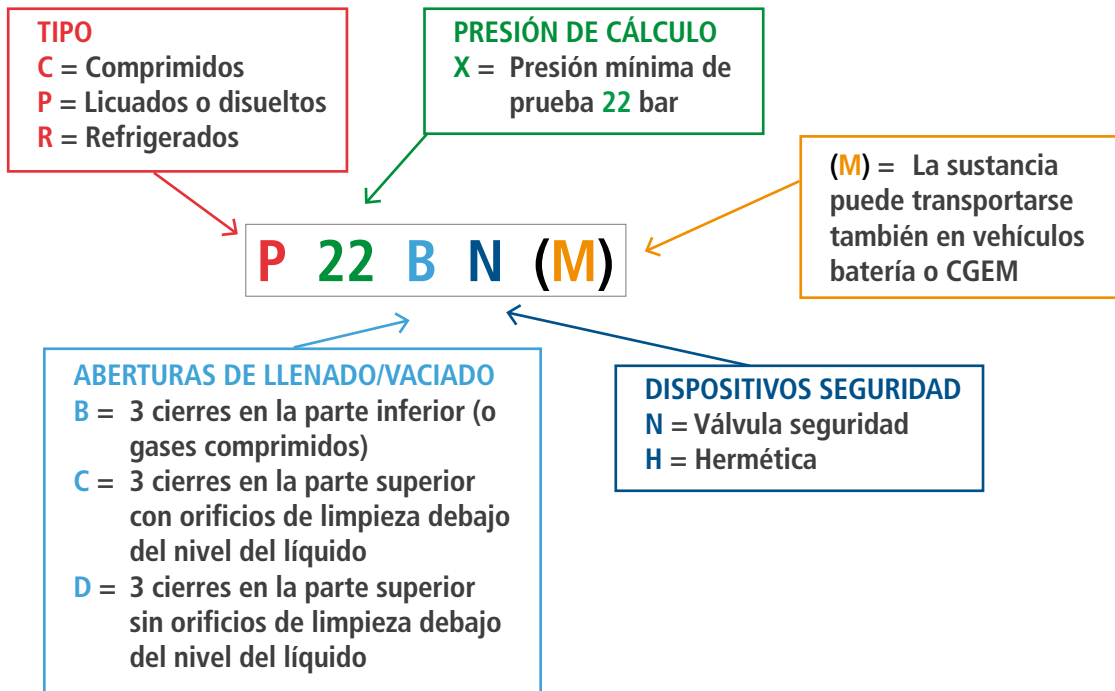 TIPO
C = Comprimidos
P = Licuados o disueltos
R = Refrigerados
PRESIÓN DE CÁLCULO
X = Presión mínima de
prueba 22 bar
(M) = La sustancia
puede transportarse
también en vehículos
batería o CGEM
P 22 B N (M)
ABERTURAS DE LLENADO/VACIADO
B = 3 cierres en la parte inferior (o
gases comprimidos)
C = 3 cierres en la parte superior
con orificios de limpieza debajo
del nivel del líquido
D = 3 cierres en la parte superior
sin orificios de limpieza debajo
del nivel del líquido
DISPOSITIVOS SEGURIDAD
N = Válvula seguridad
H = Hermética